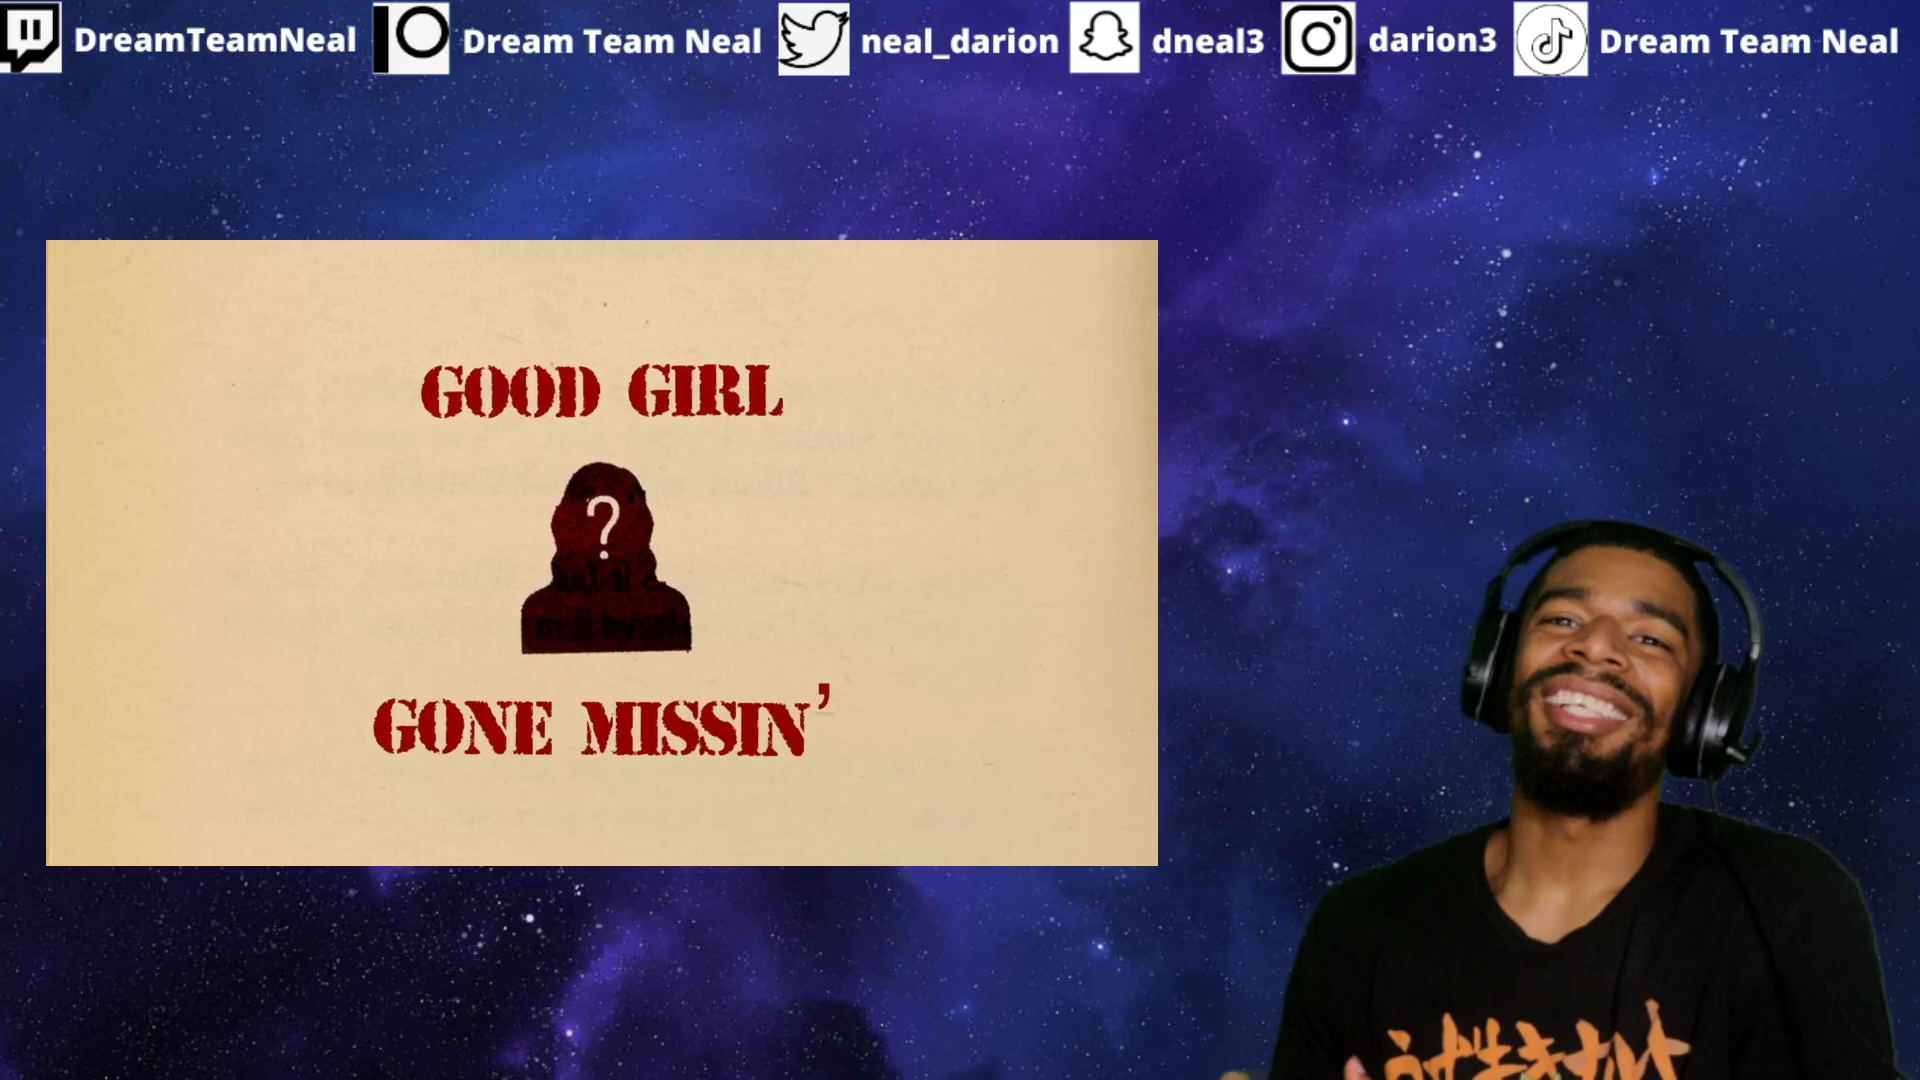 DreamTeamNeal Dream Team Neal neal_darion dneal3 darion3 Dream Team Neal
GOOD GIRL
?
GONE MISSIN’